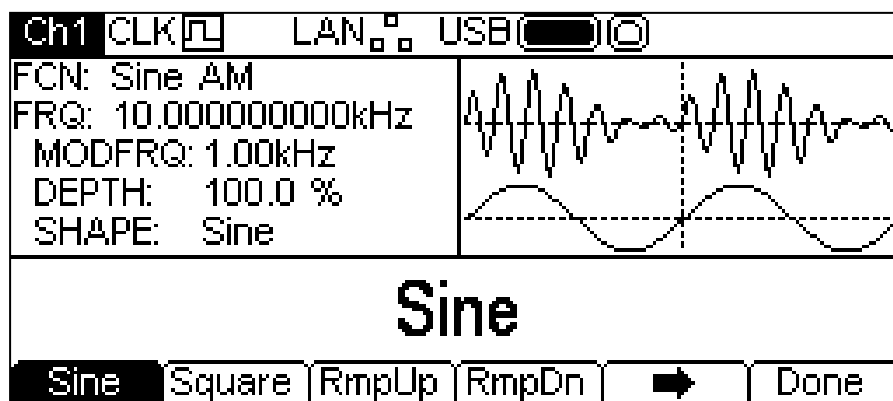 Ch1 CLK LAN USB
FCN: Sine AM
FRQ: 10.000000000kHz
MODFRQ: 1.00kHz
DEPTH: 100.0 %
SHAPE: Sine
Sine
Sine Square RmpUp RmpDn Done